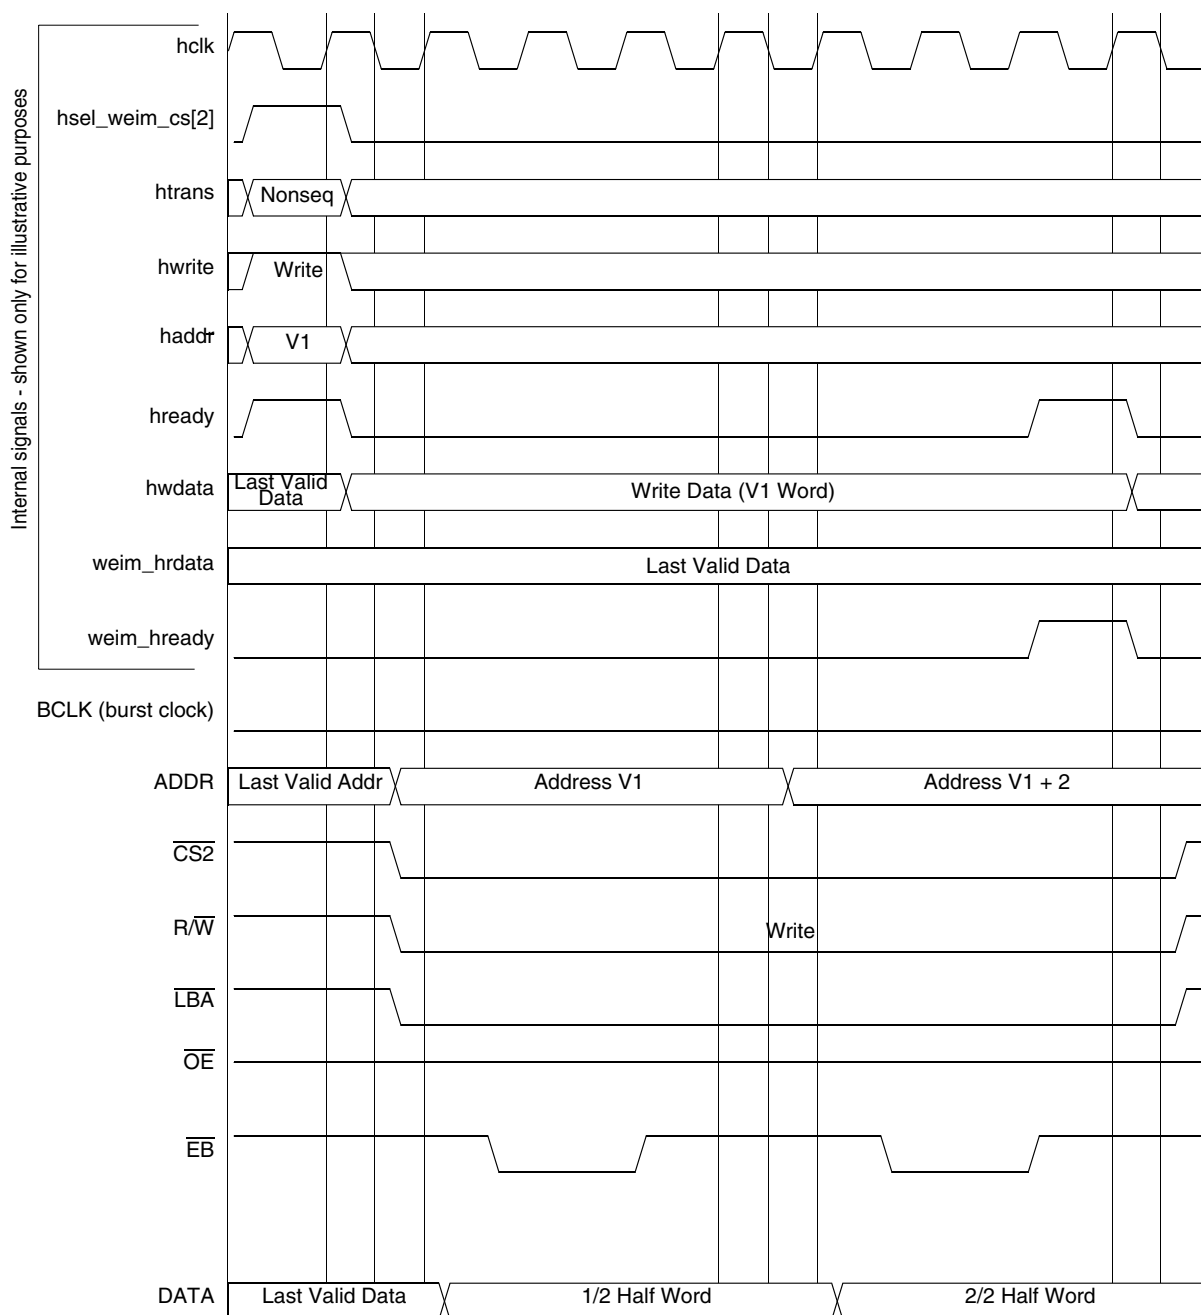 Internal signals - shown only for illustrative purposes
hclk
hsel_weim_cs[2]
htrans
Nonseq
hwrite
Write
haddr
V1
hready
hwdata
Last Valid
Data
Write Data (V1 Word)
weim_hrdata
Last Valid Data
weim_hready
BCLK (burst clock)
ADDR
Last Valid Addr
Address V1
Address V1 + 2
CS2
R/W
Write
LBA
OE
EB
DATA
Last Valid Data
1/2 Half Word
2/2 Half Word